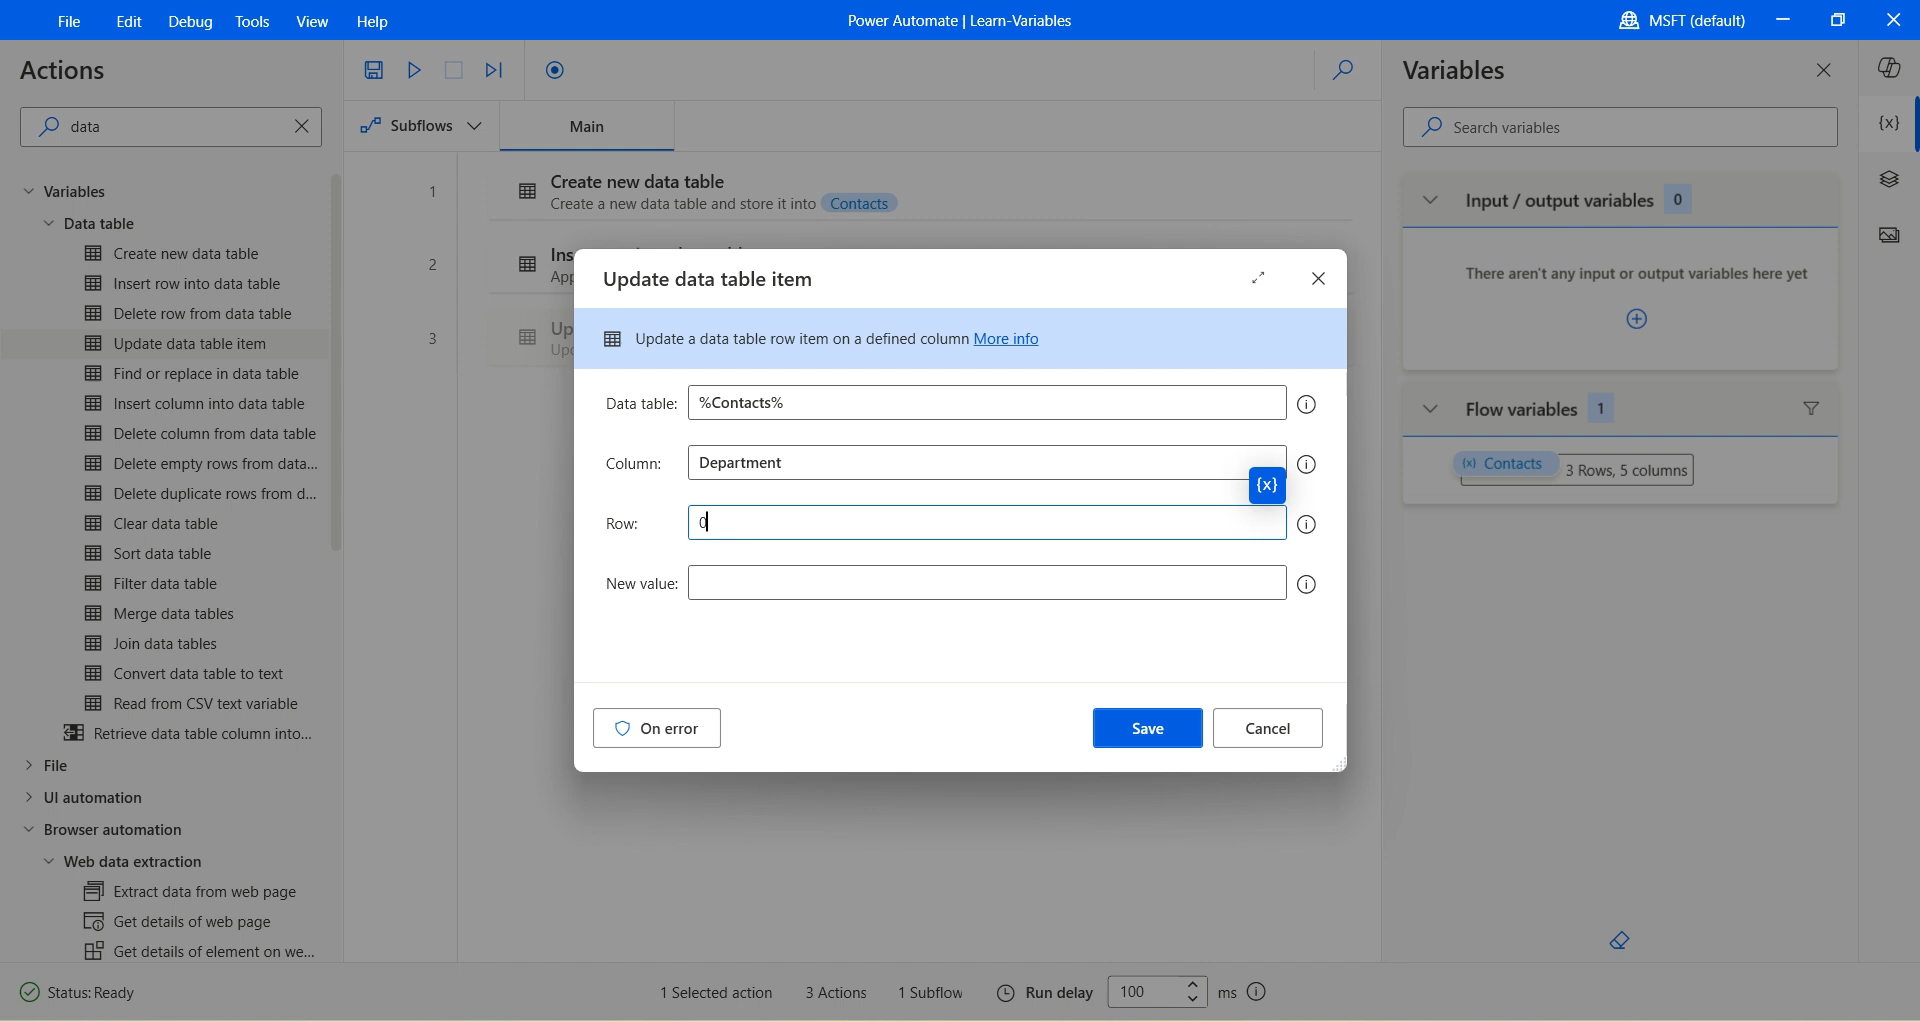 File Edit Debug Tools View Help
Power Automate | Learn-Variables
MSFT (default)
Actions
data
Variables
Data table
Create new data table
Insert row into data table
Delete row from data table
Update data table item
Find or replace in data table
Insert column into data table
Delete column from data table
Delete empty rows from data...
Delete duplicate rows from d...
Clear data table
Sort data table
Filter data table
Merge data tables
Join data tables
Convert data table to text
Read from CSV text variable
Retrieve data table column into...
File
UI automation
Browser automation
Web data extraction
Extract data from web page
Get details of web page
Get details of element on we...
Subflows
Main
1
Create new data table
Create a new data table and store it into Contacts
2
Ins
App
3
Up
Upd
Update data table item
Update a data table row item on a defined column More info
Data table: %Contacts%
Column: Department
{x}
Row: 0
New value:
On error
Save
Cancel
Variables
Search variables
Input / output variables 0
There aren't any input or output variables here yet
Flow variables 1
(x) Contacts 3 Rows, 5 columns
{x}
Status: Ready
1 Selected action
3 Actions
1 Subflow
Run delay 100 ms